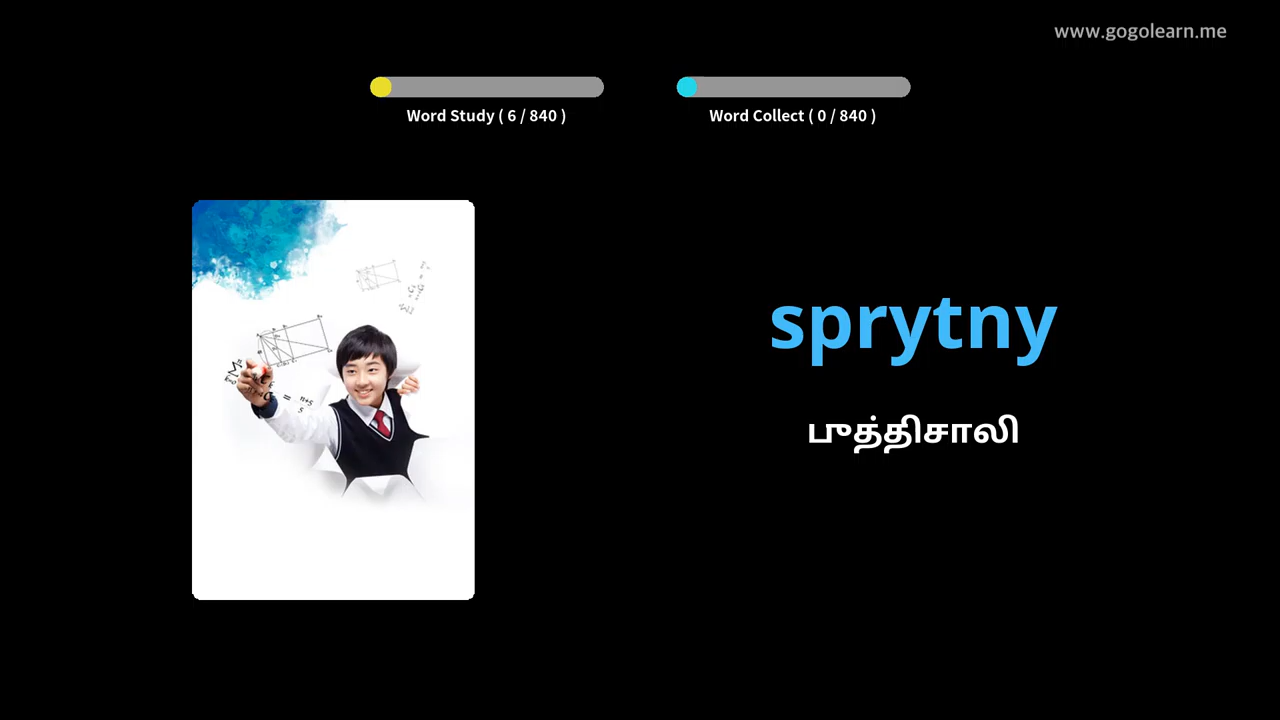 www.gogolearn.me
Word Study ( 6 / 840 )
Word Collect ( 0 / 840 )
sprytny
புத்திசாலி